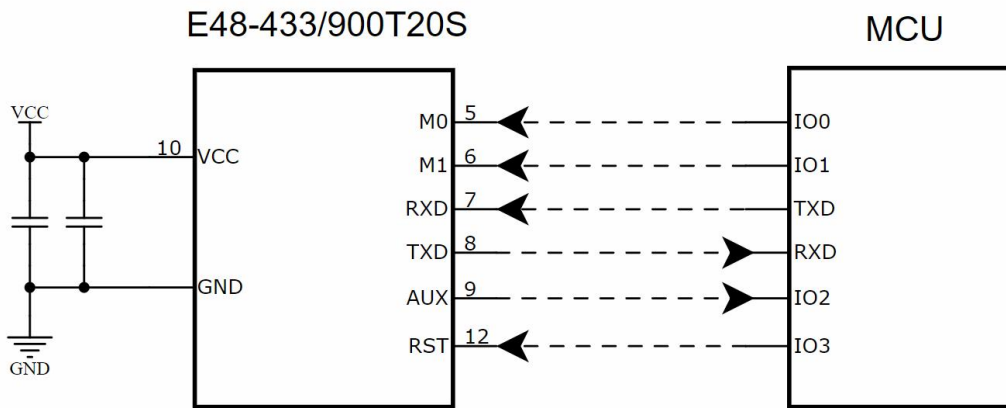 E48-433/900T20S
MCU
VCC
10
VCC
GND
GND
M0
5
IO0
M1
6
IO1
RXD
7
TXD
TXD
8
RXD
AUX
9
IO2
RST
12
IO3